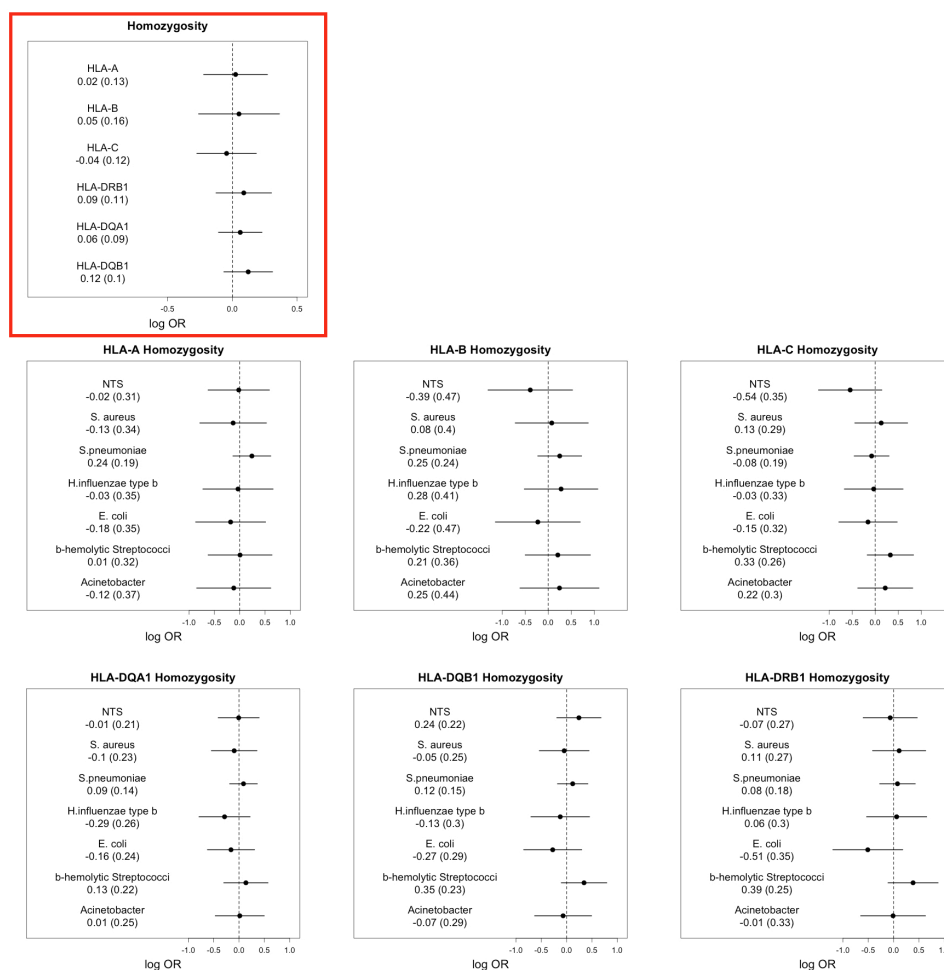 Homozygosity
HLA-A
0.02 (0.13)
HLA-B
0.05 (0.16)
HLA-C
-0.04 (0.12)
HLA-DRB1
0.09 (0.11)
HLA-DQA1
0.06 (0.09)
HLA-DQB1
0.12 (0.1)
-0.5 0.0 0.5
log OR
HLA-A Homozygosity
NTS
-0.02 (0.31)
S. aureus
-0.13 (0.34)
S.pneumoniae
0.24 (0.19)
H.influenzae type b
-0.03 (0.35)
E. coli
-0.18 (0.35)
b-hemolytic Streptococci
0.01 (0.32)
Acinetobacter
-0.12 (0.37)
-1.0 -0.5 0.0 0.5 1.0
log OR
HLA-B Homozygosity
NTS
-0.39 (0.47)
S. aureus
0.08 (0.4)
S.pneumoniae
0.25 (0.24)
H.influenzae type b
0.28 (0.41)
E. coli
-0.22 (0.47)
b-hemolytic Streptococci
0.21 (0.36)
Acinetobacter
0.25 (0.44)
-1.0 -0.5 0.0 0.5 1.0
log OR
HLA-C Homozygosity
NTS
-0.54 (0.35)
S. aureus
0.13 (0.29)
S.pneumoniae
-0.08 (0.19)
H.influenzae type b
-0.03 (0.33)
E. coli
-0.15 (0.32)
b-hemolytic Streptococci
0.33 (0.26)
Acinetobacter
0.22 (0.3)
-1.0 -0.5 0.0 0.5 1.0
log OR
HLA-DQA1 Homozygosity
NTS
-0.01 (0.21)
S. aureus
-0.1 (0.23)
S.pneumoniae
0.09 (0.14)
H.influenzae type b
-0.29 (0.26)
E. coli
-0.16 (0.24)
b-hemolytic Streptococci
0.13 (0.22)
Acinetobacter
0.01 (0.25)
-1.0 -0.5 0.0 0.5 1.0
log OR
HLA-DQB1 Homozygosity
NTS
0.24 (0.22)
S. aureus
-0.05 (0.25)
S.pneumoniae
0.12 (0.15)
H.influenzae type b
-0.13 (0.3)
E. coli
-0.27 (0.29)
b-hemolytic Streptococci
0.35 (0.23)
Acinetobacter
-0.07 (0.29)
-1.0 -0.5 0.0 0.5 1.0
log OR
HLA-DRB1 Homozygosity
NTS
-0.07 (0.27)
S. aureus
0.11 (0.27)
S.pneumoniae
0.08 (0.18)
H.influenzae type b
0.06 (0.3)
E. coli
-0.51 (0.35)
b-hemolytic Streptococci
0.39 (0.25)
Acinetobacter
-0.01 (0.33)
-1.0 -0.5 0.0 0.5 1.0
log OR